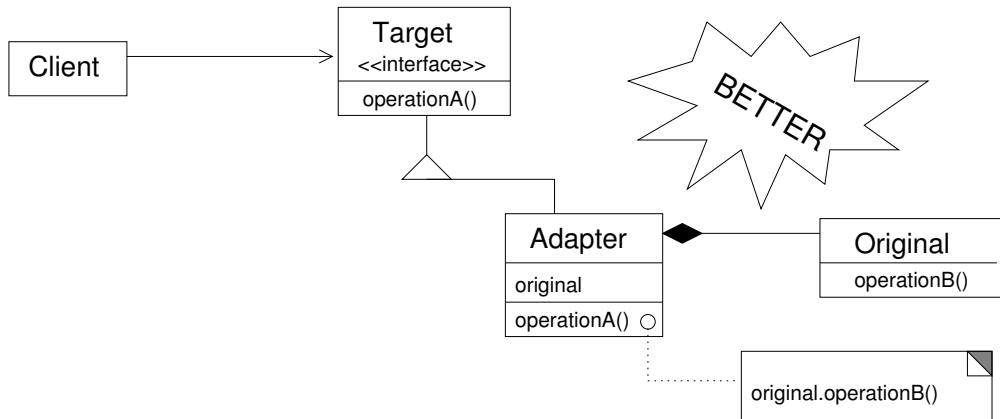 Client
Target
<<interface>>
operationA()
BETTER
Adapter
original
operationA()
Original
operationB()
original.operationB()